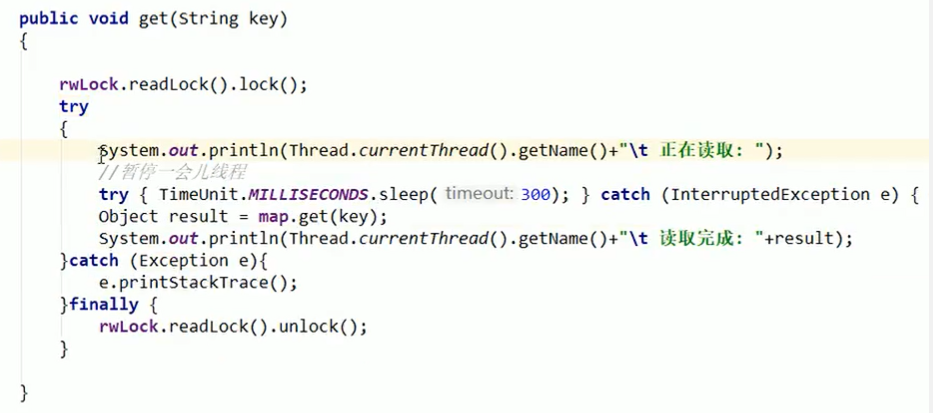 public void get(String key)
{
rwLock.readLock().lock();
try
{
System.out.println(Thread.currentThread().getName()+"\t 正在读取: ");
//暂停一会儿线程
try { TimeUnit.MILLISECONDS.sleep( timeout: 300); } catch (InterruptedException e) {
Object result = map.get(key);
System.out.println(Thread.currentThread().getName()+"\t 读取完成: "+result);
}catch (Exception e){
e.printStackTrace();
}finally {
rwLock.readLock().unlock();
}
}